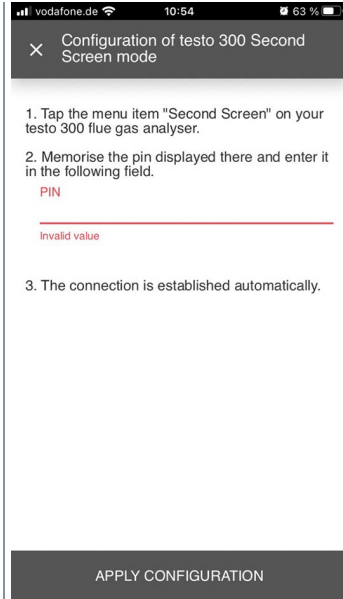 vodafone.de 10:54 63 %
Configuration of testo 300 Second
Screen mode
1. Tap the menu item "Second Screen" on your
testo 300 flue gas analyser.
2. Memorise the pin displayed there and enter it
in the following field.
PIN
Invalid value
3. The connection is established automatically.
APPLY CONFIGURATION